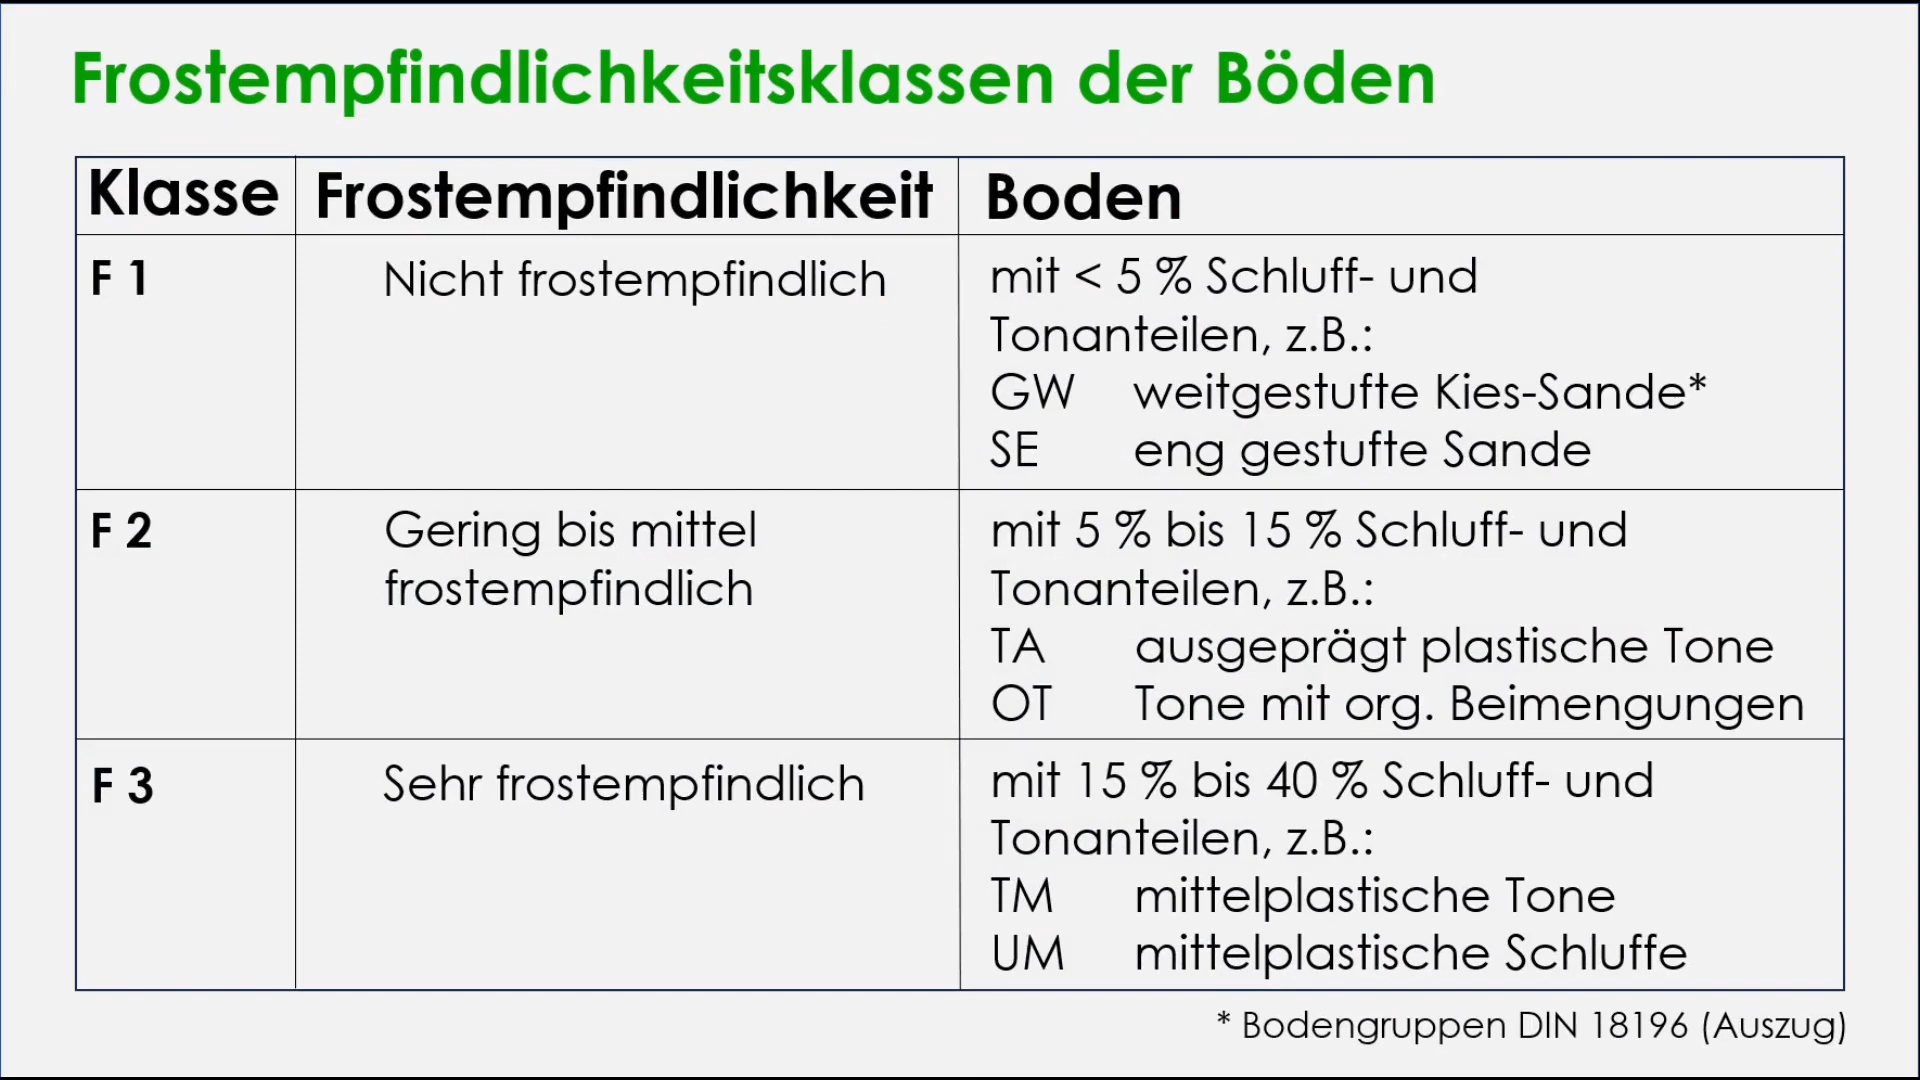 Frostempfindlichkeitsklassen der Böden
Klasse Frostempfindlichkeit Boden
F 1 Nicht frostempfindlich mit < 5 % Schluff- und
Tonanteilen, z.B.:
GW weitgestufte Kies-Sande*
SE eng gestufte Sande
F 2 Gering bis mittel mit 5 % bis 15 % Schluff- und
frostempfindlich Tonanteilen, z.B.:
TA ausgeprägt plastische Tone
OT Tone mit org. Beimengungen
F 3 Sehr frostempfindlich mit 15 % bis 40 % Schluff- und
Tonanteilen, z.B.:
TM mittelplastische Tone
UM mittelplastische Schluffe
* Bodengruppen DIN 18196 (Auszug)